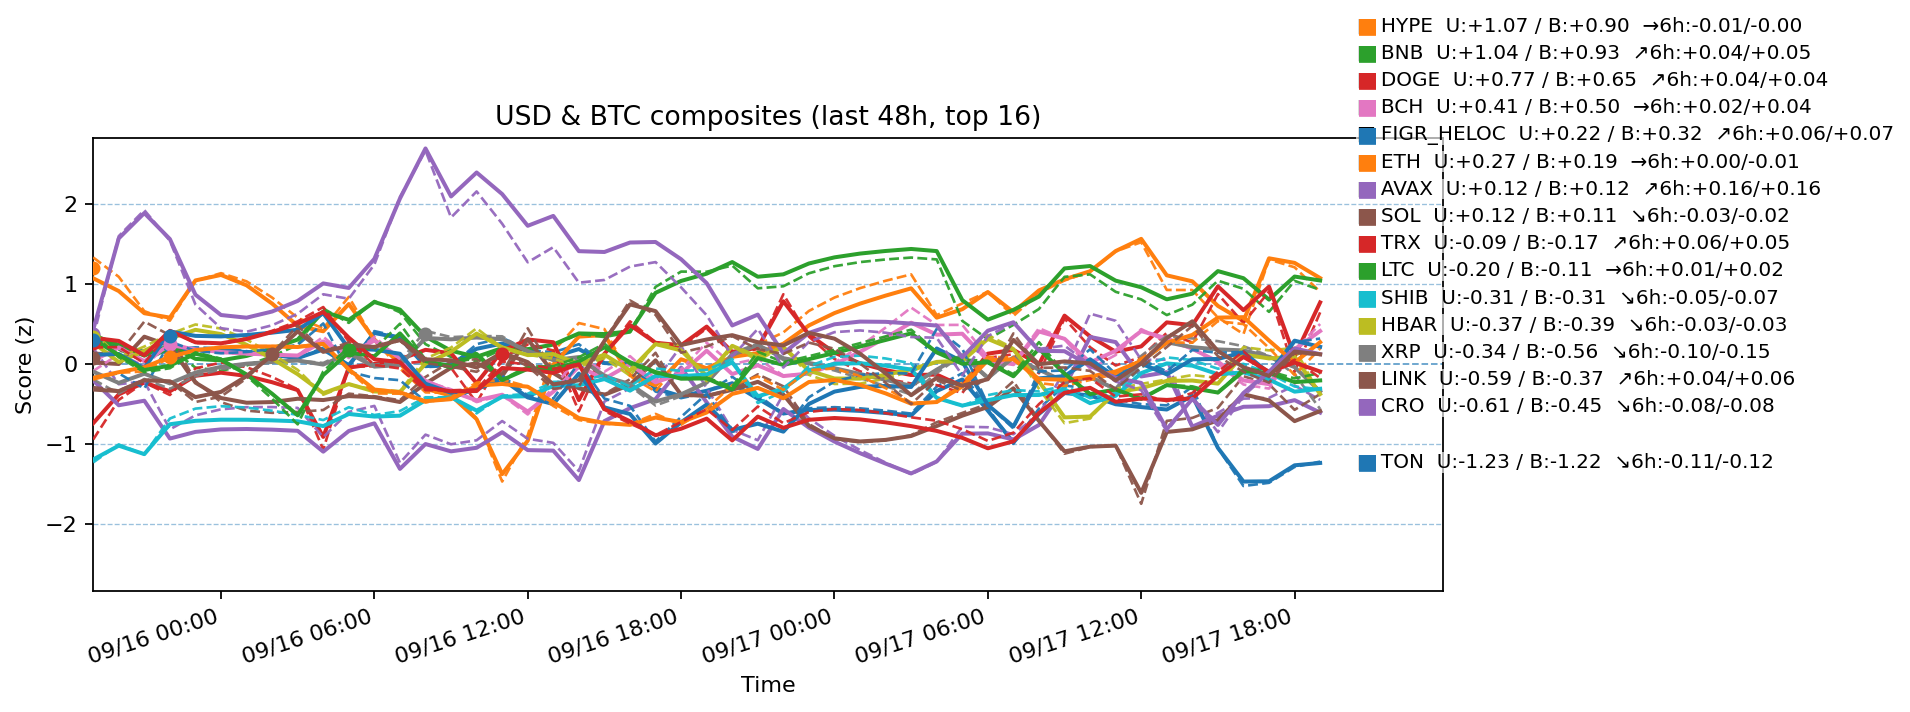 HYPE  U:+1.07 / B:+0.90  →6h:-0.01/-0.00
BNB  U:+1.04 / B:+0.93  ↗6h:+0.04/+0.05
DOGE  U:+0.77 / B:+0.65  ↗6h:+0.04/+0.04
BCH  U:+0.41 / B:+0.50  →6h:+0.02/+0.04
FIGR_HELOC  U:+0.22 / B:+0.32  ↗6h:+0.06/+0.07
ETH  U:+0.27 / B:+0.19  →6h:+0.00/-0.01
AVAX  U:+0.12 / B:+0.12  ↗6h:+0.16/+0.16
SOL  U:+0.12 / B:+0.11  ↘6h:-0.03/-0.02
TRX  U:-0.09 / B:-0.17  ↗6h:+0.06/+0.05
LTC  U:-0.20 / B:-0.11  →6h:+0.01/+0.02
SHIB  U:-0.31 / B:-0.31  ↘6h:-0.05/-0.07
HBAR  U:-0.37 / B:-0.39  ↘6h:-0.03/-0.03
XRP  U:-0.34 / B:-0.56  ↘6h:-0.10/-0.15
LINK  U:-0.59 / B:-0.37  ↗6h:+0.04/+0.06
CRO  U:-0.61 / B:-0.45  ↘6h:-0.08/-0.08
TON  U:-1.23 / B:-1.22  ↘6h:-0.11/-0.12
USD & BTC composites (last 48h, top 16)
Score (z)
2
1
0
−1
−2
09/16 00:00
09/16 06:00
09/16 12:00
09/16 18:00
09/17 00:00
09/17 06:00
09/17 12:00
09/17 18:00
Time